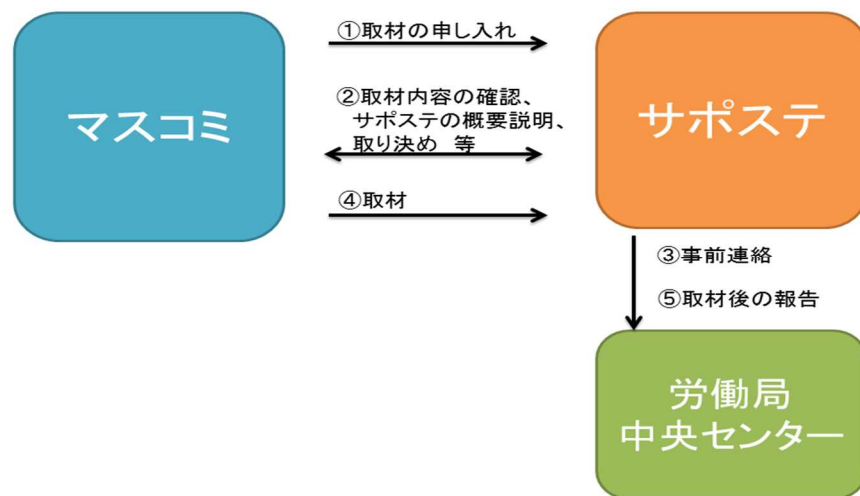 マスコミ
①取材の申し入れ
②取材内容の確認、
サポステの概要説明、
取り決め　等
④取材
サポステ
③事前連絡
⑤取材後の報告
労働局
中央センター